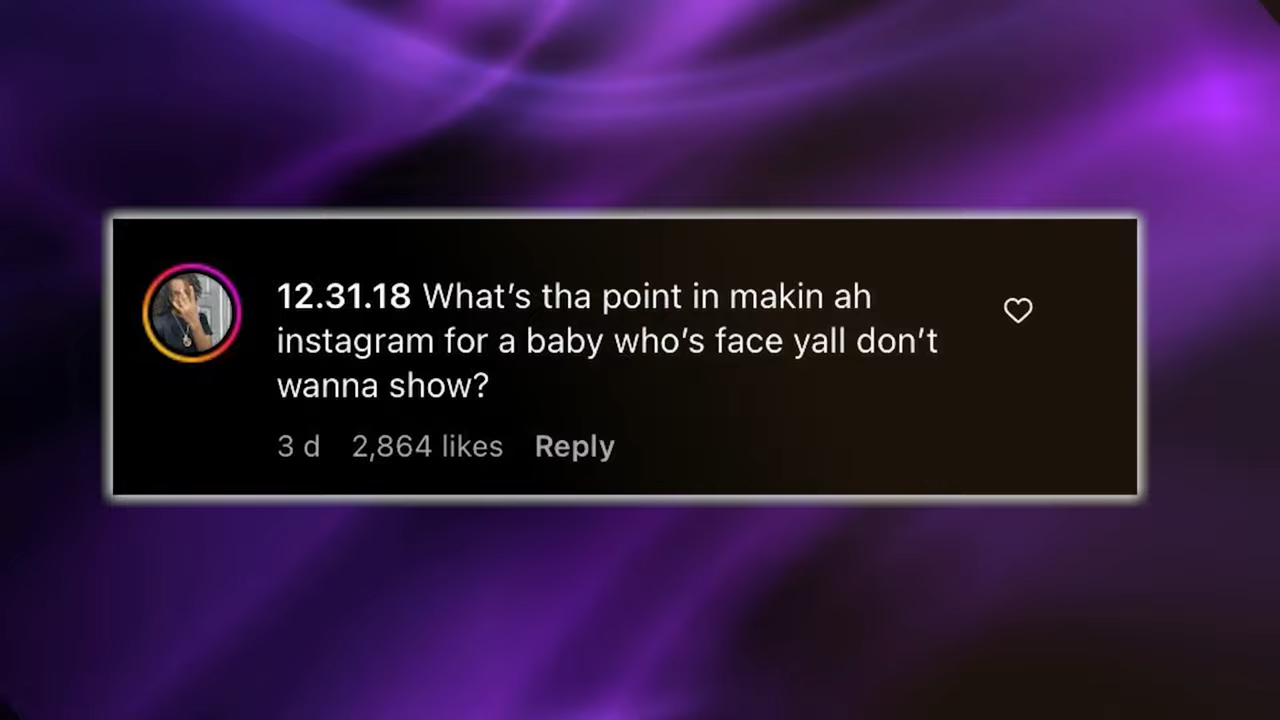 12.31.18 What’s tha point in makin ah
instagram for a baby who’s face yall don’t
wanna show?
3 d 2,864 likes Reply